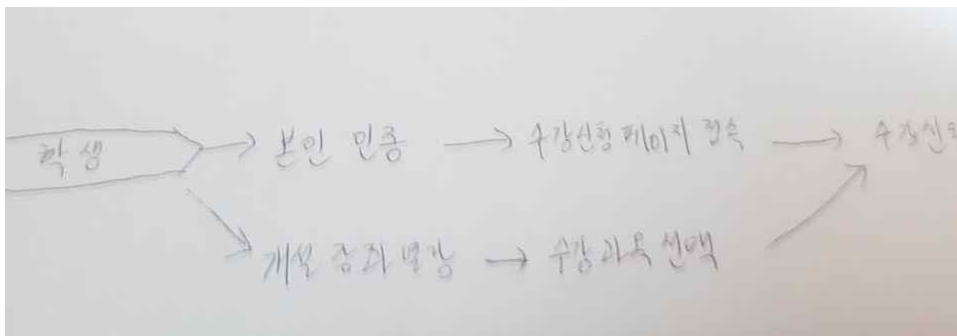 학생
본인 인증
수강신청 페이지 접속
수강신
개설 강좌 열람
수강과목 선택